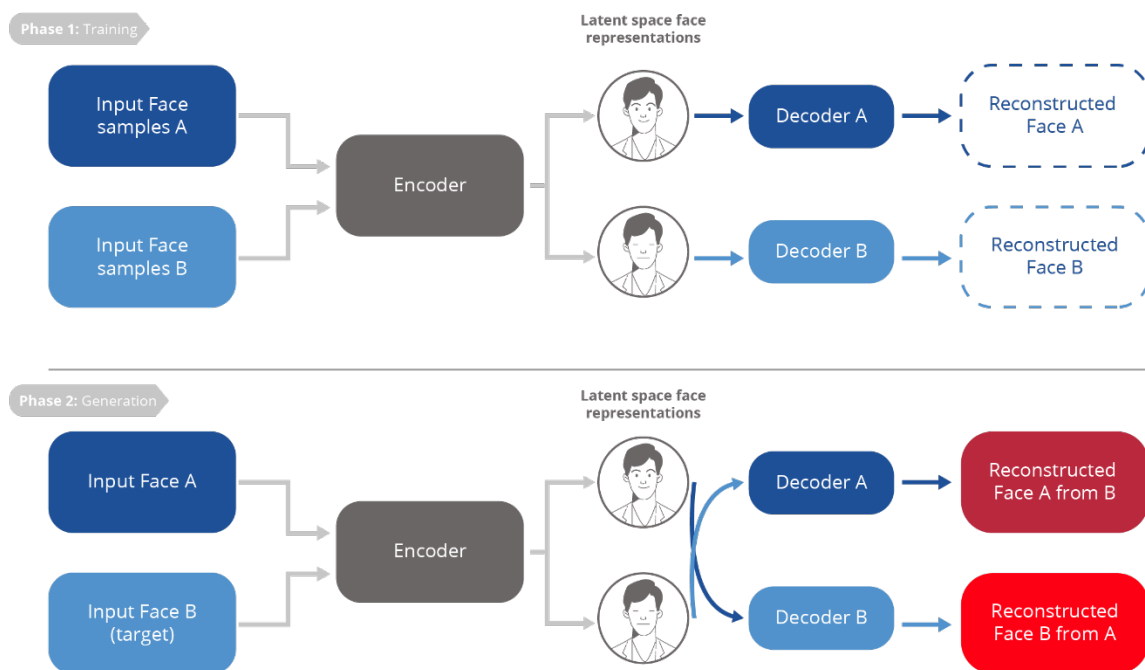 Phase 1: Training
Latent space face
representations
Input Face
samples A
Decoder A
Reconstructed
Face A
Encoder
Input Face
samples B
Decoder B
Reconstructed
Face B
Phase 2: Generation
Latent space face
representations
Input Face A
Decoder A
Reconstructed
Face A from B
Encoder
Input Face B
(target)
Decoder B
Reconstructed
Face B from A